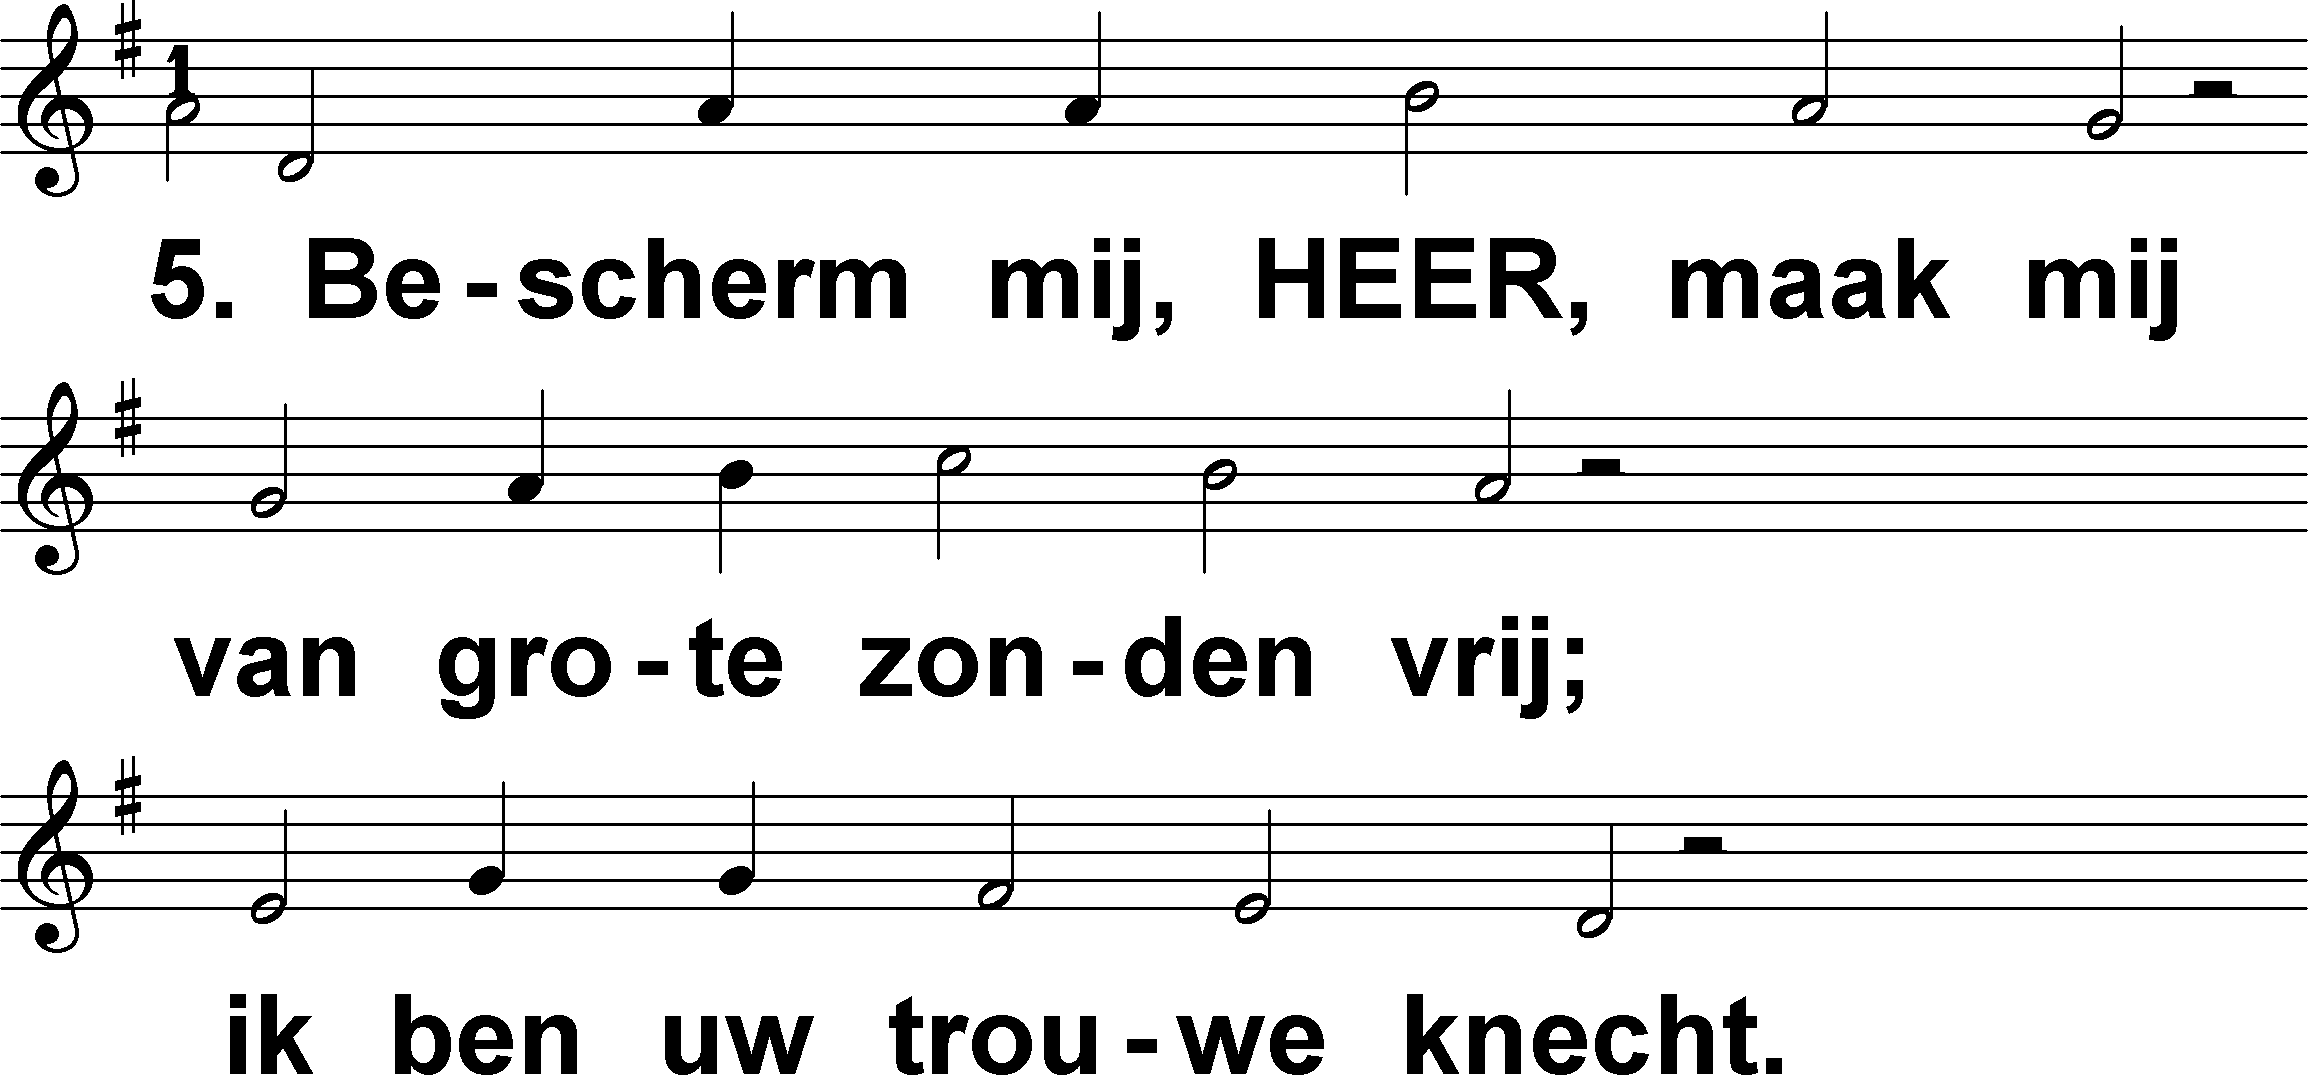 1
5. Be-scherm mij, HEER, maak mij
van gro-te zon-den vrij;
ik ben uw trou-we knecht.